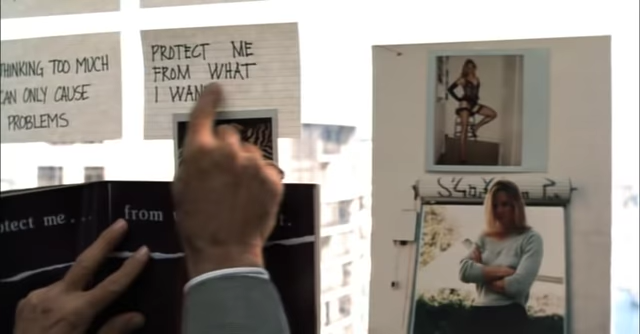 THINKING TOO MUCH
CAN ONLY CAUSE
PROBLEMS
PROTECT ME
FROM WHAT
I WAN
otect me... from
t.